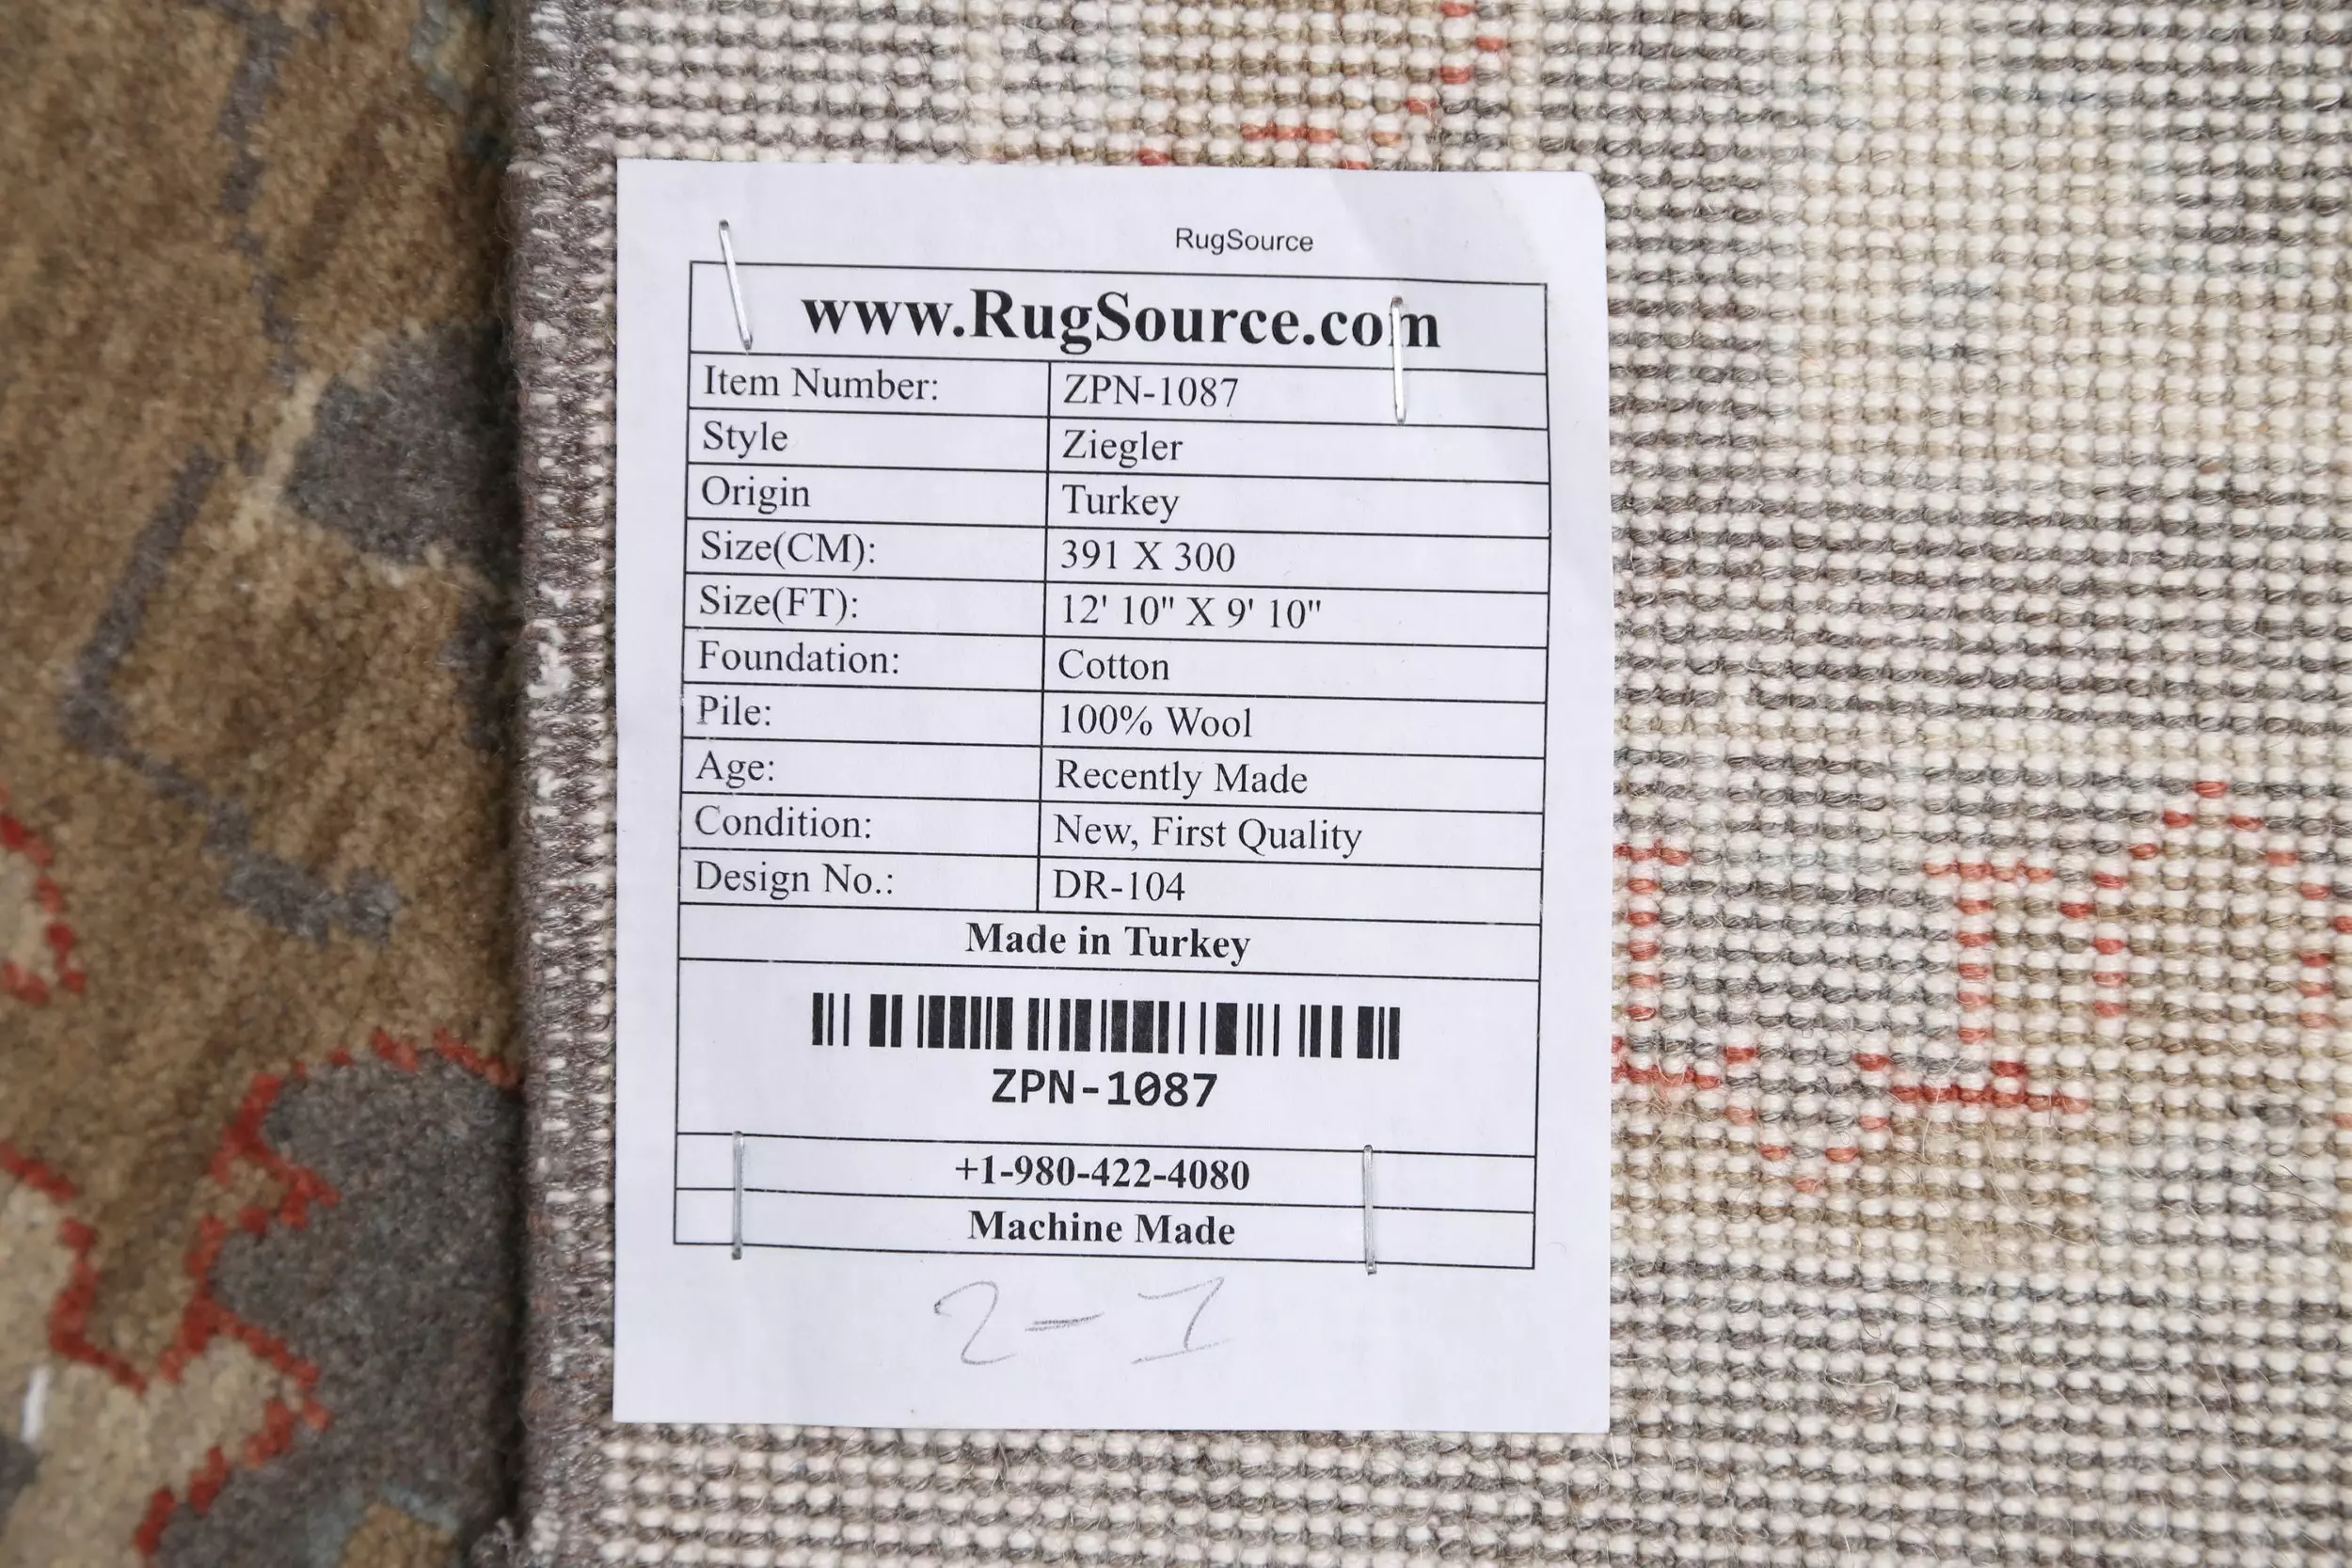 RugSource
www.RugSource.com
Item Number: ZPN-1087
Style Ziegler
Origin Turkey
Size(CM): 391 X 300
Size(FT): 12' 10" X 9' 10"
Foundation: Cotton
Pile: 100% Wool
Age: Recently Made
Condition: New, First Quality
Design No.: DR-104
Made in Turkey
ZPN-1087
+1-980-422-4080
Machine Made
2-1